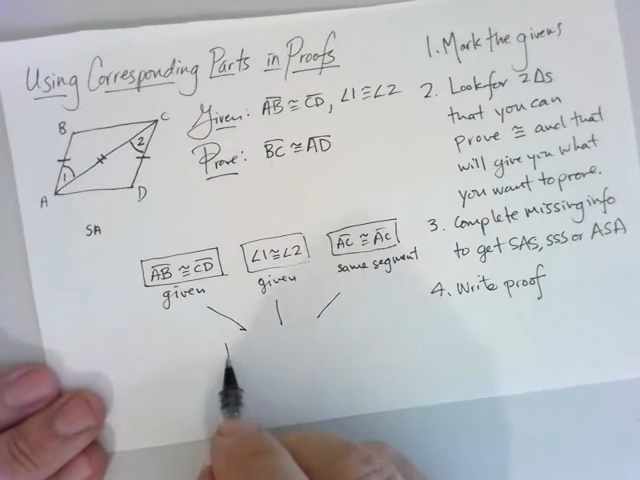 Using Corresponding Parts in Proofs
Given: AB ≅ CD, ∠1 ≅ ∠2
Prove: BC ≅ AD
B
C
2
1
A
D
SA
AB ≅ CD
given
∠1 ≅ ∠2
given
AC ≅ AC
same segment
1. Mark the givens
2. Look for 2 Δs
that you can
prove ≅ and that
will give you what
you want to prove.
3. Complete missing info
to get SAS, SSS or ASA
4. Write proof